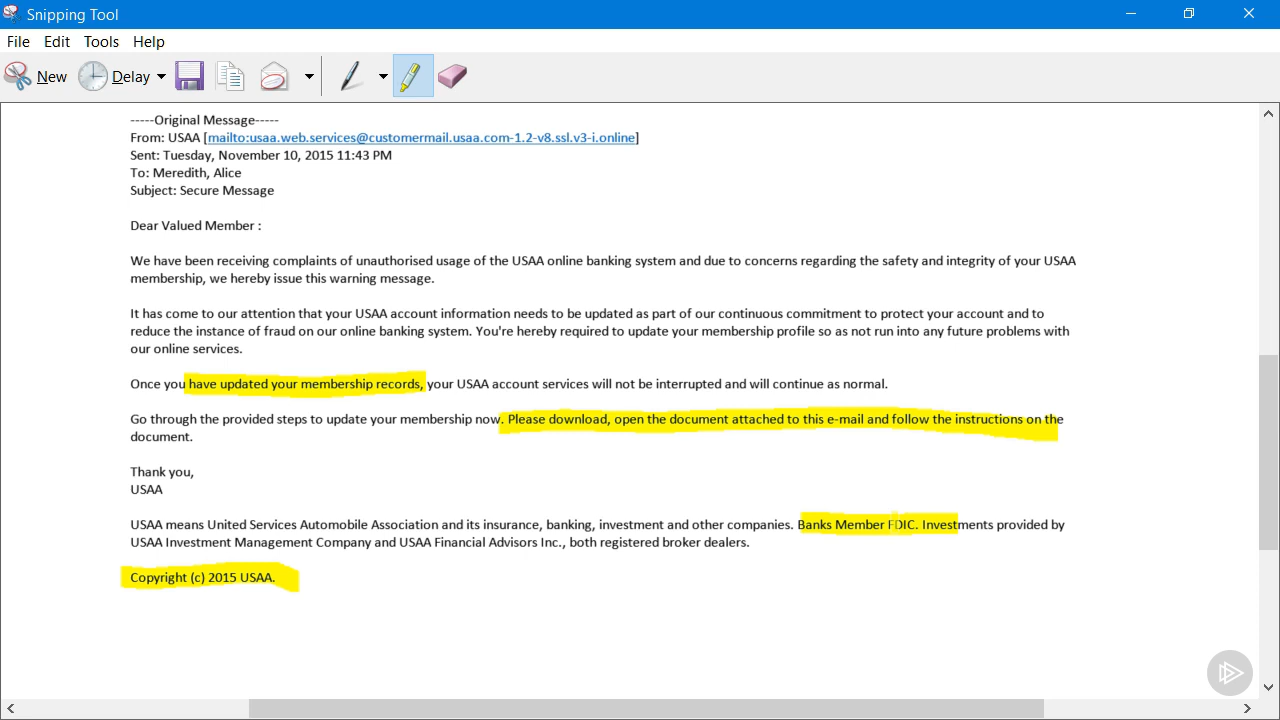 Snipping Tool
File Edit Tools Help
New Delay
-----Original Message-----
From: USAA [mailto:usaa.web.services@customermail.usaa.com-1.2-v8.ssl.v3-i.online]
Sent: Tuesday, November 10, 2015 11:43 PM
To: Meredith, Alice
Subject: Secure Message
Dear Valued Member :
We have been receiving complaints of unauthorised usage of the USAA online banking system and due to concerns regarding the safety and integrity of your USAA
membership, we hereby issue this warning message.
It has come to our attention that your USAA account information needs to be updated as part of our continuous commitment to protect your account and to
reduce the instance of fraud on our online banking system. You're hereby required to update your membership profile so as not run into any future problems with
our online services.
Once you have updated your membership records, your USAA account services will not be interrupted and will continue as normal.
Go through the provided steps to update your membership now. Please download, open the document attached to this e-mail and follow the instructions on the
document.
Thank you,
USAA
USAA means United Services Automobile Association and its insurance, banking, investment and other companies. Banks Member FDIC. Investments provided by
USAA Investment Management Company and USAA Financial Advisors Inc., both registered broker dealers.
Copyright (c) 2015 USAA.